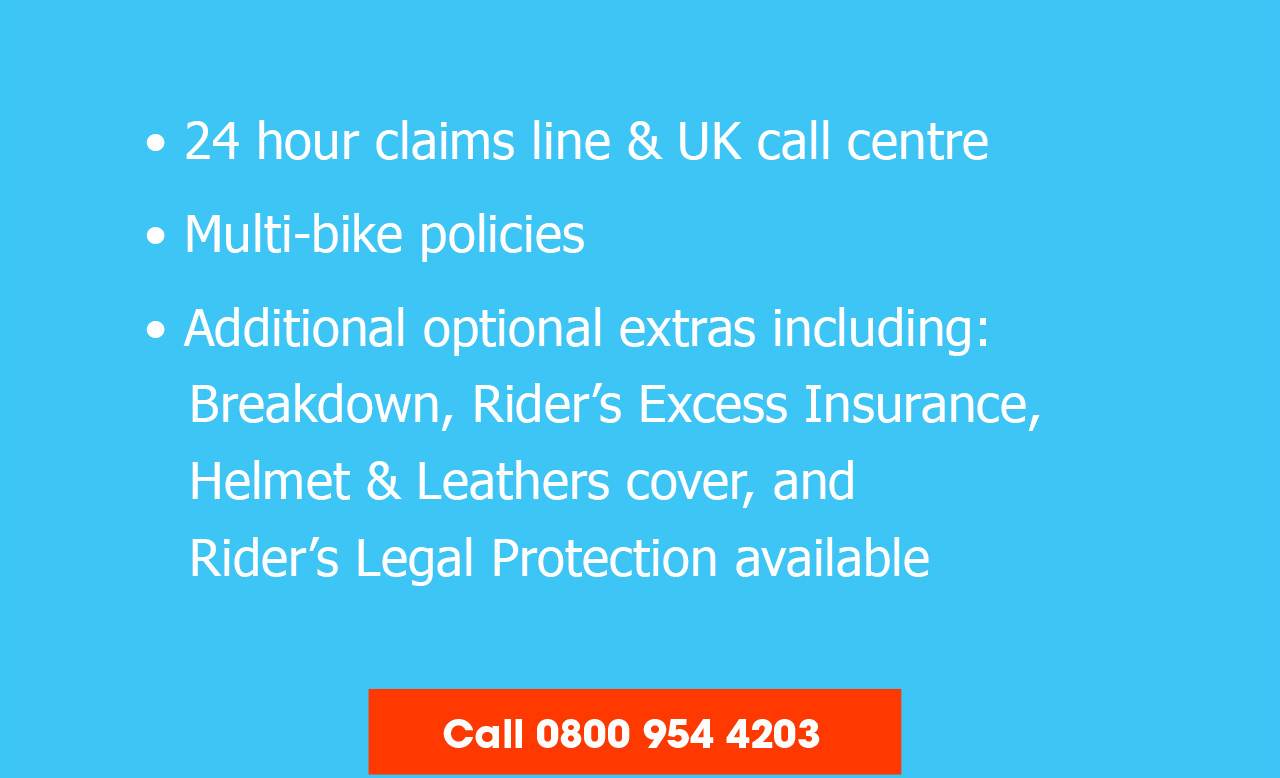 • 24 hour claims line & UK call centre
• Multi-bike policies
• Additional optional extras including:
Breakdown, Rider’s Excess Insurance,
Helmet & Leathers cover, and
Rider’s Legal Protection available
Call 0800 954 4203